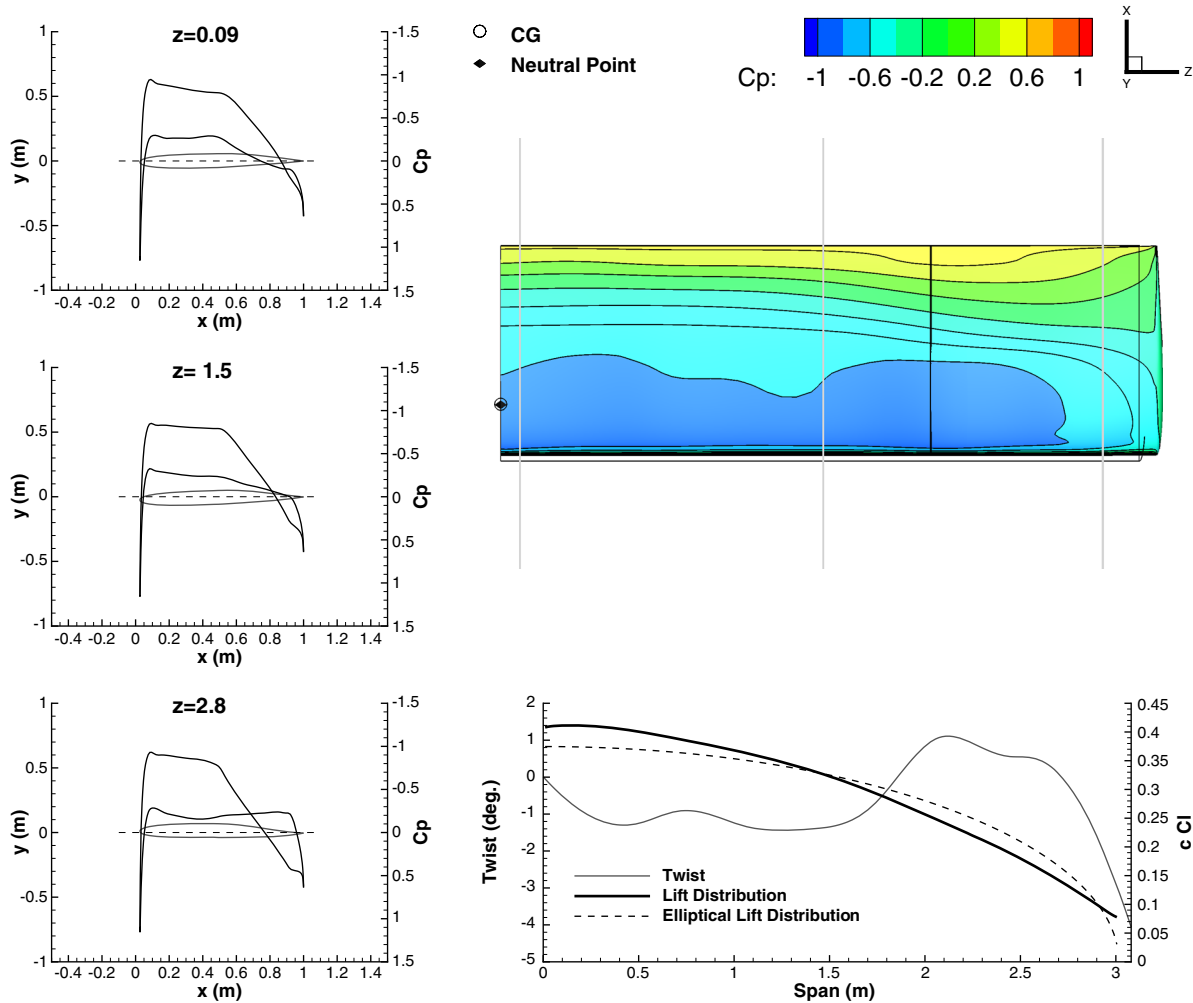 z=0.09
1
0.5
0
-0.5
-1
y (m)
-1.5
-1
-0.5
0
0.5
1
1.5
Cp
-0.4 -0.2 0 0.2 0.4 0.6 0.8 1 1.2 1.4
x (m)
CG
Neutral Point
Cp: -1 -0.6 -0.2 0.2 0.6 1
X
Y
Z
z= 1.5
1
0.5
0
-0.5
-1
y (m)
-1.5
-1
-0.5
0
0.5
1
1.5
Cp
-0.4 -0.2 0 0.2 0.4 0.6 0.8 1 1.2 1.4
x (m)
z=2.8
1
0.5
0
-0.5
-1
y (m)
-1.5
-1
-0.5
0
0.5
1
1.5
Cp
-0.4 -0.2 0 0.2 0.4 0.6 0.8 1 1.2 1.4
x (m)
2
1
0
-1
-2
-3
-4
-5
Twist (deg.)
0.45
0.4
0.35
0.3
0.25
0.2
0.15
0.1
0.05
0
c Cl
Twist
Lift Distribution
Elliptical Lift Distribution
0 0.5 1 1.5 2 2.5 3
Span (m)